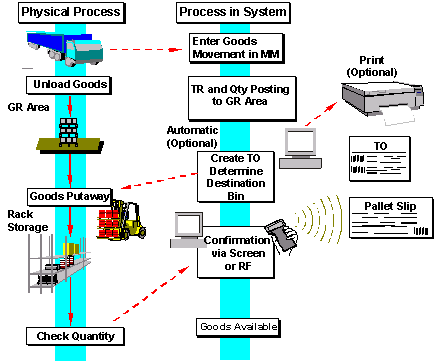 Physical Process
Process in System
Enter Goods
Movement in MM
Print
(Optional)
Unload Goods
TR and Qty Posting
to GR Area
GR Area
Automatic
(Optional)
TO
Create TO
Determine
Destination
Bin
Goods Putaway
Pallet Slip
Rack
Storage
Confirmation
via Screen
or RF
Check Quantity
Goods Available